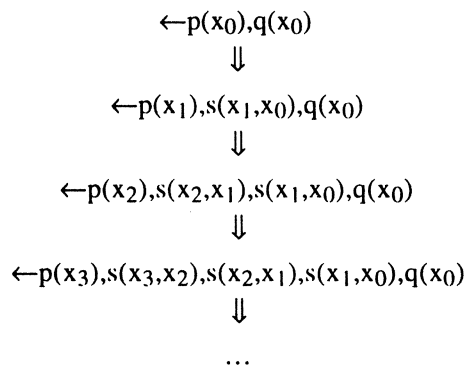 ←p(x₀),q(x₀)
⇓
←p(x₁),s(x₁,x₀),q(x₀)
⇓
←p(x₂),s(x₂,x₁),s(x₁,x₀),q(x₀)
⇓
←p(x₃),s(x₃,x₂),s(x₂,x₁),s(x₁,x₀),q(x₀)
⇓
...